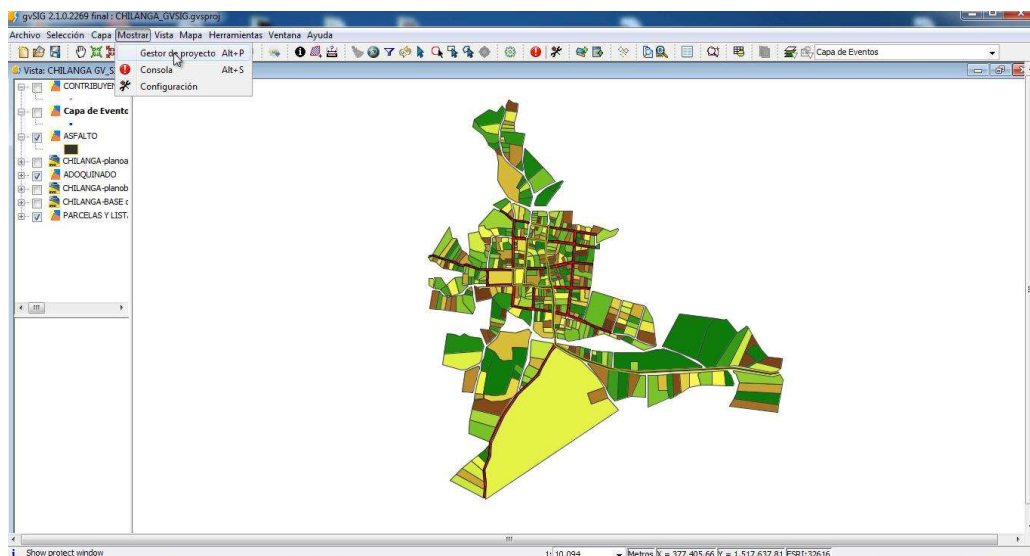 gvSIG 2.1.0.2269 final : CHILANGA_GVSIG.gvsproj
Archivo Edición Selección Capa Mostrar Vista Mapa Herramientas Ventana Ayuda
Gestor de proyecto Alt+P
Consola Alt+S
Configuración
Capa de Eventos
Vista: CHILANGA GV_S
CONTRIBUYEN
Capa de Evento
ASFALTO
CHILANGA-planoa
ADOQUINADO
CHILANGA-planob
CHILANGA-BASE c
PARCELAS Y LIST
Show project window
1: 10.094
Metros X = 377.405,66 Y = 1.517.637,81 ESRI:32616